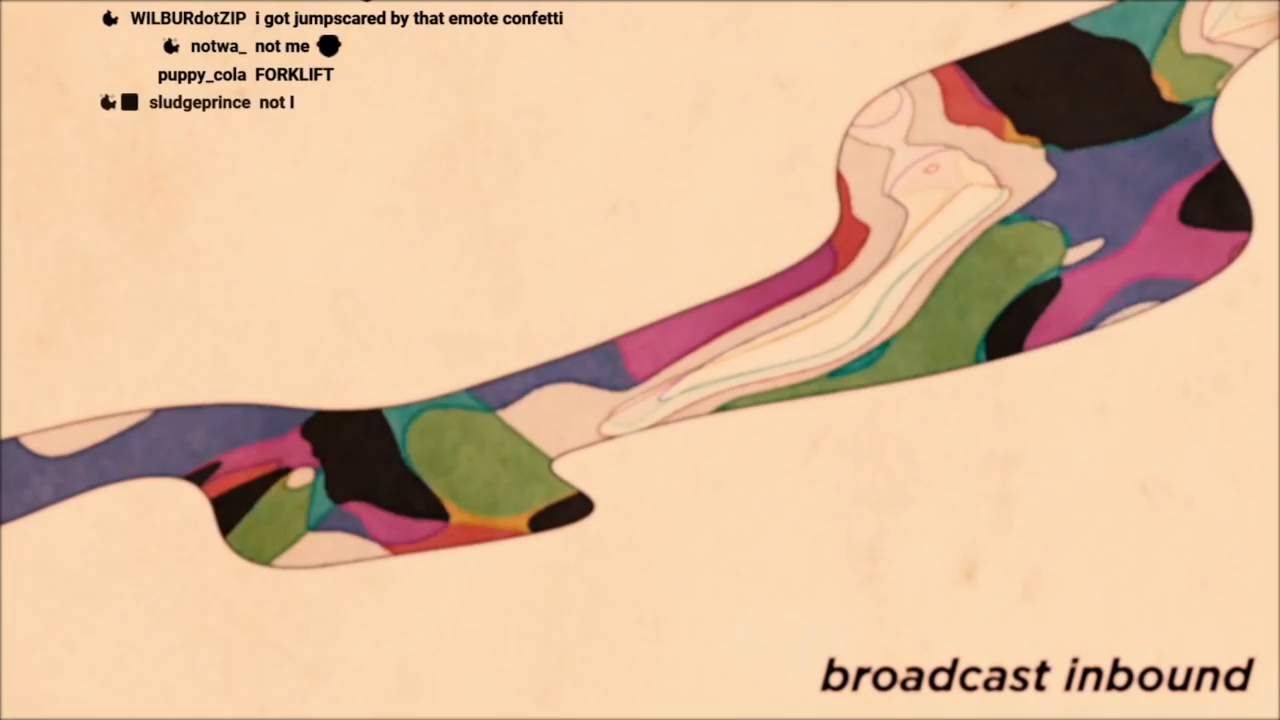 WILBURdotZIP i got jumpscared by that emote confetti
notwa_ not me
puppy_cola FORKLIFT
sludgeprince not I
broadcast inbound